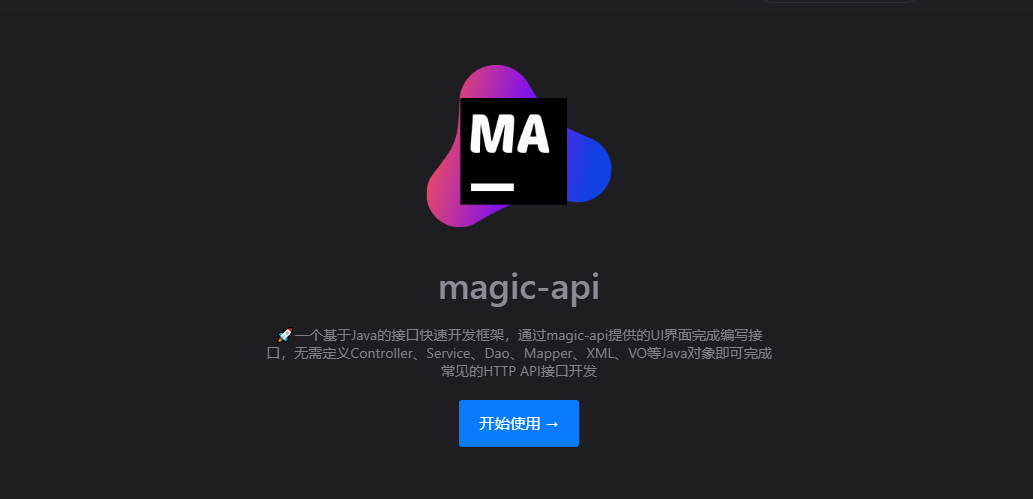 MA
magic-api
🚀一个基于Java的接口快速开发框架，通过magic-api提供的UI界面完成编写接
口，无需定义Controller、Service、Dao、Mapper、XML、VO等Java对象即可完成
常见的HTTP API接口开发
开始使用 →